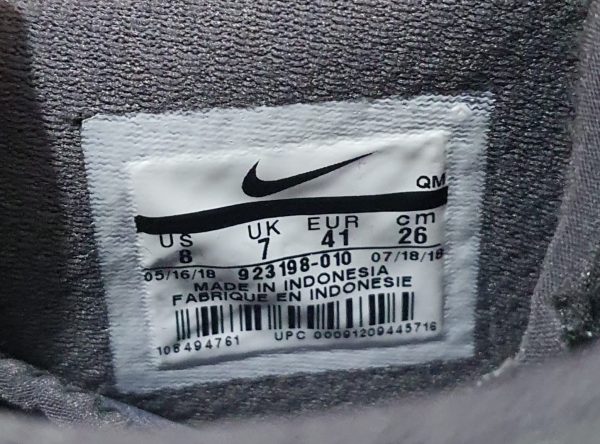 QM
US UK EUR cm
8 7 41 26
05/16/18 923198-010 07/18/18
MADE IN INDONESIA
FABRIQUE EN INDONESIE
106494761 UPC 00091209445716